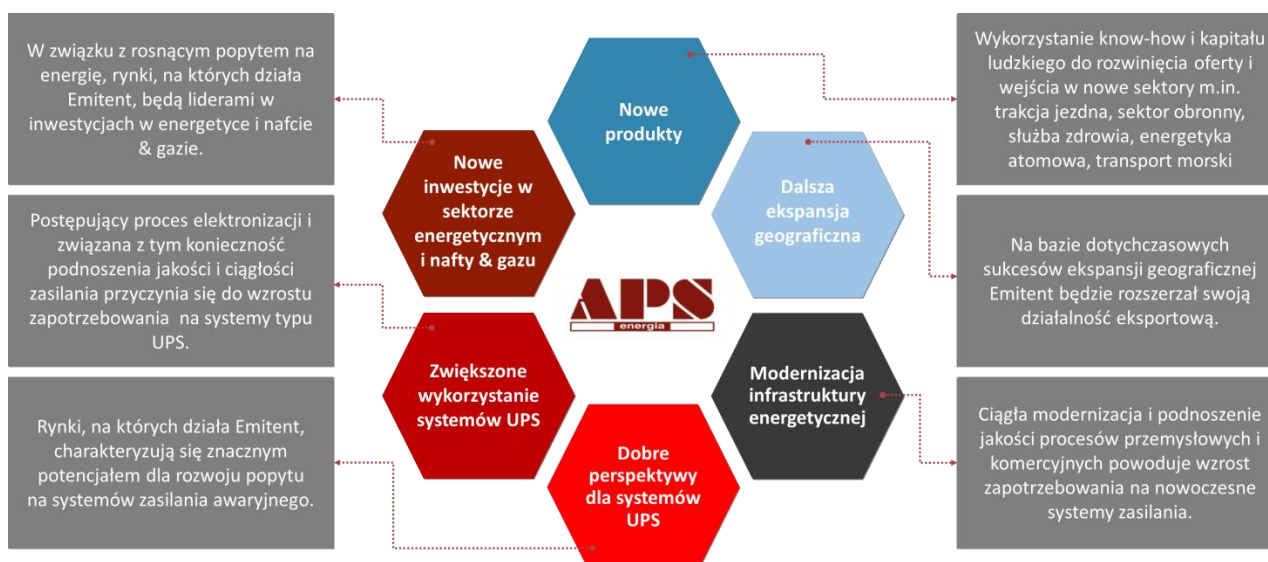 W związku z rosnącym popytem na
energię, rynki, na których działa
Emitent, będą liderami w
inwestycjach w energetyce i nafcie
& gazie.
Postępujący proces elektronizacji i
związana z tym konieczność
podnoszenia jakości i ciągłości
zasilania przyczynia się do wzrostu
zapotrzebowania na systemy typu
UPS.
Rynki, na których działa Emitent,
charakteryzują się znacznym
potencjałem dla rozwoju popytu
na systemów zasilania awaryjnego.
Nowe
produkty
Nowe
inwestycje w
sektorze
energetycznym
i nafty & gazu
Dalsza
ekspansja
geograficzna
APS
energia
Zwiększone
wykorzystanie
systemów UPS
Modernizacja
infrastruktury
energetycznej
Dobre
perspektywy
dla systemów
UPS
Wykorzystanie know-how i kapitału
ludzkiego do rozwinięcia oferty i
wejścia w nowe sektory m.in.
trakcja jezdna, sektor obronny,
służba zdrowia, energetyka
atomowa, transport morski
Na bazie dotychczasowych
sukcesów ekspansji geograficznej
Emitent będzie rozszerzał swoją
działalność eksportową.
Ciągła modernizacja i podnoszenie
jakości procesów przemysłowych i
komercyjnych powoduje wzrost
zapotrzebowania na nowoczesne
systemy zasilania.